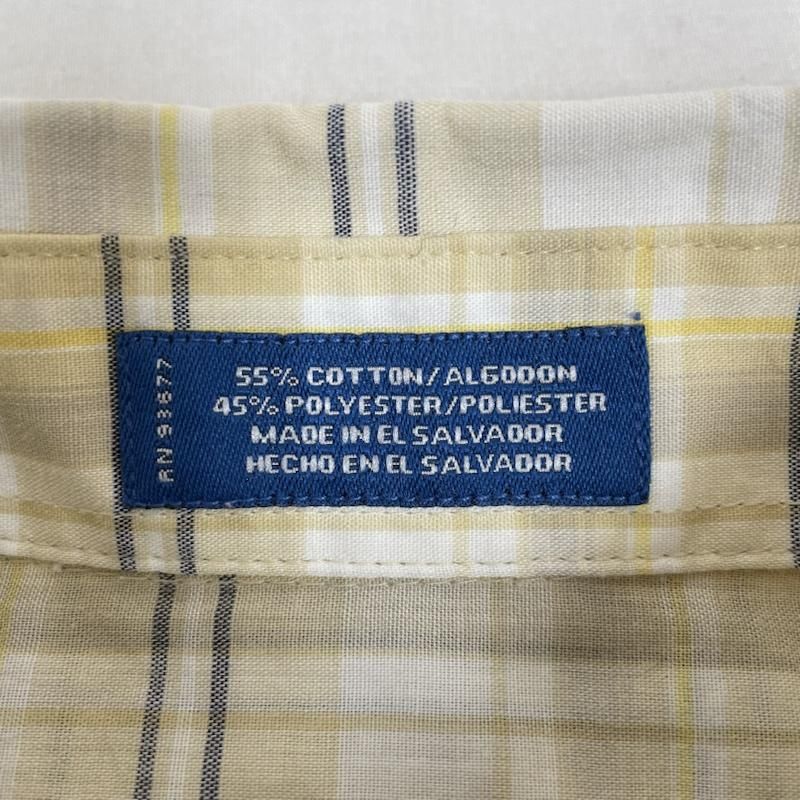 RN 93677
55% COTTON/ALGODON
45% POLYESTER/POLIESTER
MADE IN EL SALVADOR
HECHO EN EL SALVADOR